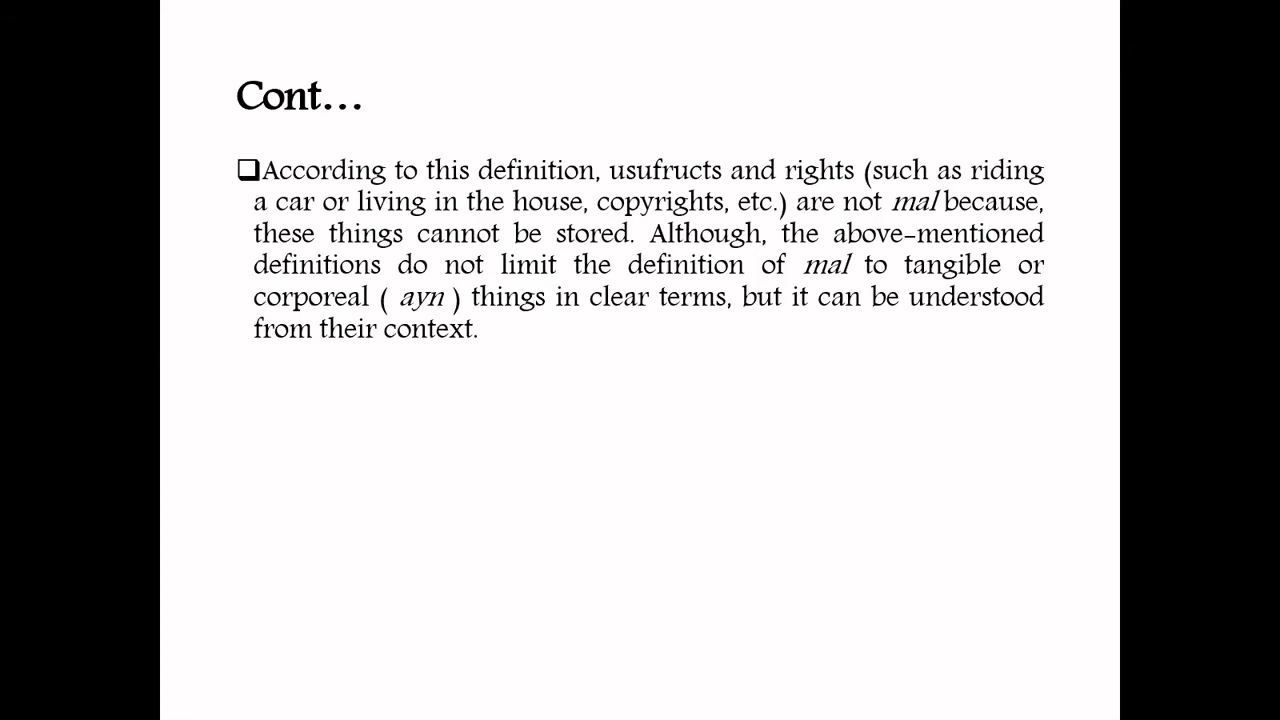 Cont...
❑According to this definition, usufructs and rights (such as riding
a car or living in the house, copyrights, etc.) are not mal because,
these things cannot be stored. Although, the above-mentioned
definitions do not limit the definition of mal to tangible or
corporeal ( ayn ) things in clear terms, but it can be understood
from their context.